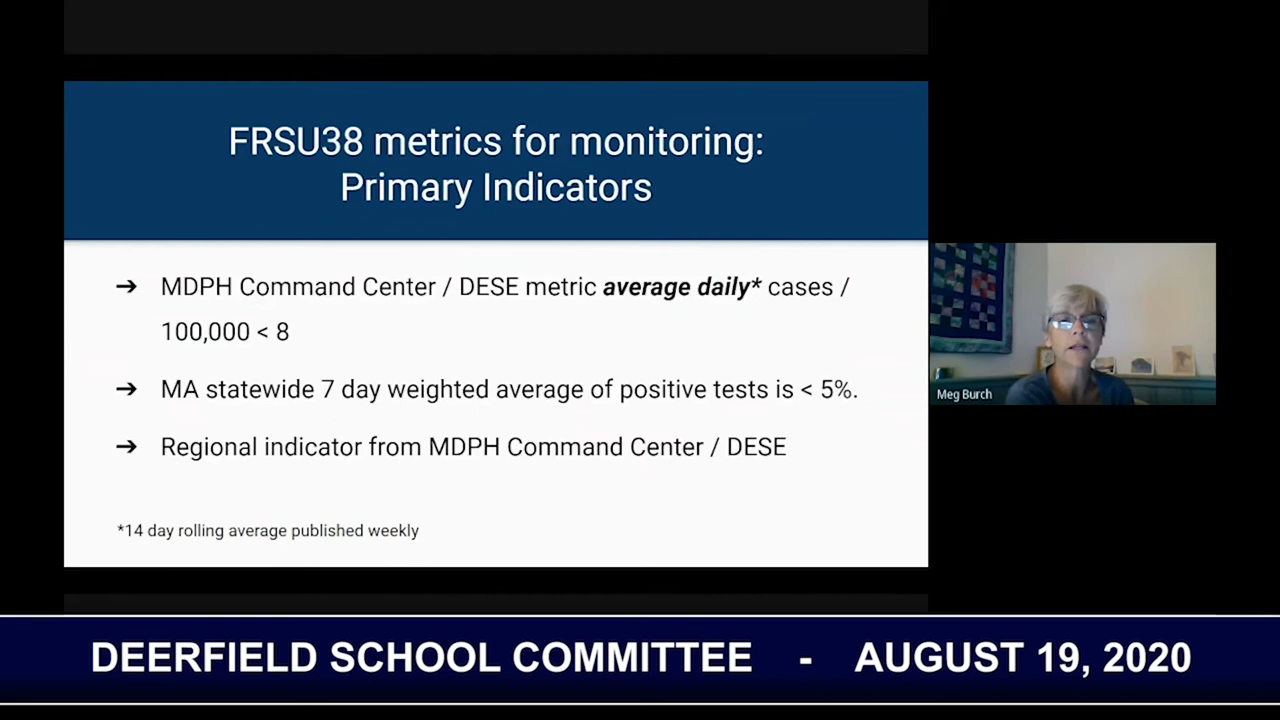 FRSU38 metrics for monitoring:
Primary Indicators
➔ MDPH Command Center / DESE metric average daily* cases /
100,000 < 8
➔ MA statewide 7 day weighted average of positive tests is < 5%.
➔ Regional indicator from MDPH Command Center / DESE
*14 day rolling average published weekly
Meg Burch
DEERFIELD SCHOOL COMMITTEE - AUGUST 19, 2020